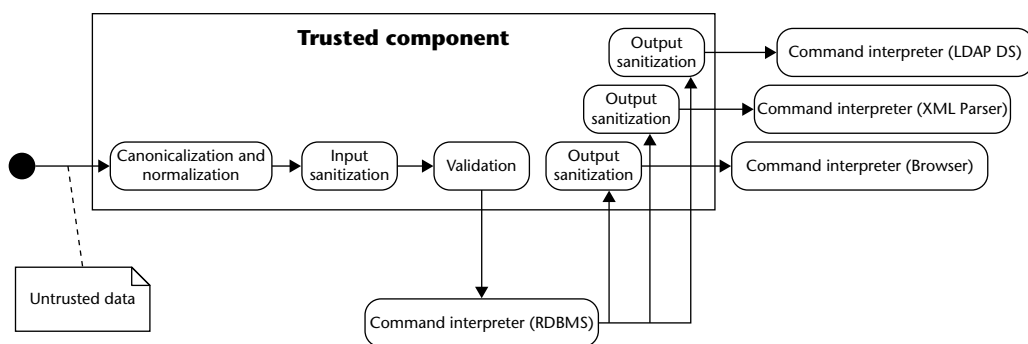 Trusted component
Output
sanitization
Command interpreter (LDAP DS)
Output
sanitization
Command interpreter (XML Parser)
Canonicalization and
normalization
Input
sanitization
Validation
Output
sanitization
Command interpreter (Browser)
Untrusted data
Command interpreter (RDBMS)